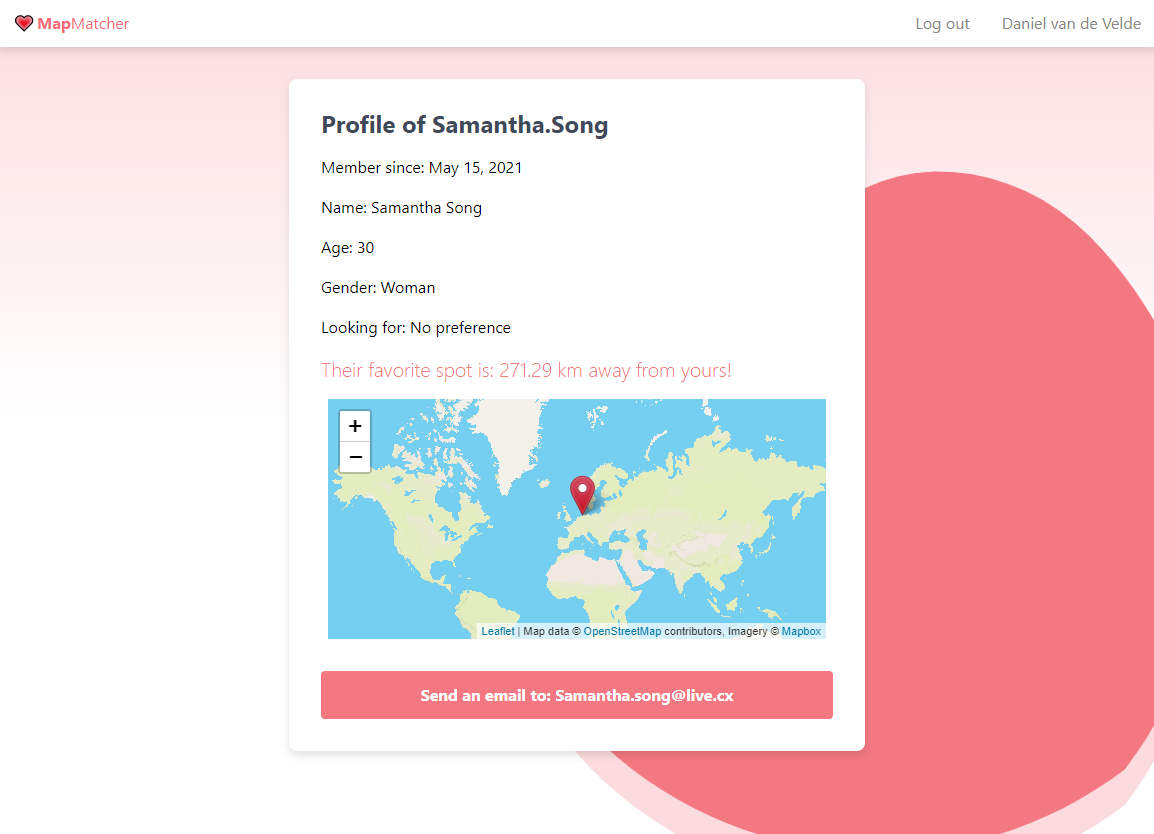 MapMatcher
Log out
Daniel van de Velde
Profile of Samantha.Song
Member since: May 15, 2021
Name: Samantha Song
Age: 30
Gender: Woman
Looking for: No preference
Their favorite spot is: 271.29 km away from yours!
+
−
Leaflet | Map data © OpenStreetMap contributors, Imagery © Mapbox
Send an email to: Samantha.song@live.cx